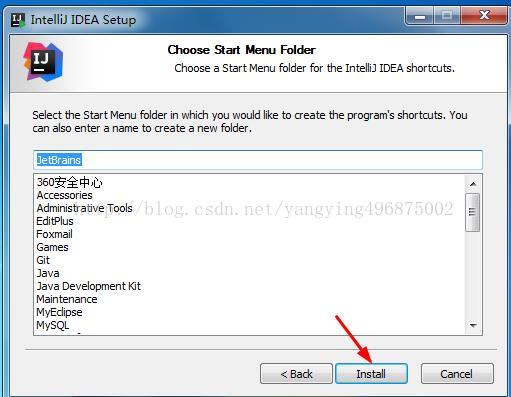 IntelliJ IDEA Setup
IJ
Choose Start Menu Folder
Choose a Start Menu folder for the IntelliJ IDEA shortcuts.
Select the Start Menu folder in which you would like to create the program's shortcuts. You
can also enter a name to create a new folder.
JetBrains
360安全中心
Accessories
Administrative Tools
http://blog.csdn.net/yangying496875002
EditPlus
Foxmail
Games
Git
Java
Java Development Kit
Maintenance
MyEclipse
MySQL
< Back
Install
Cancel